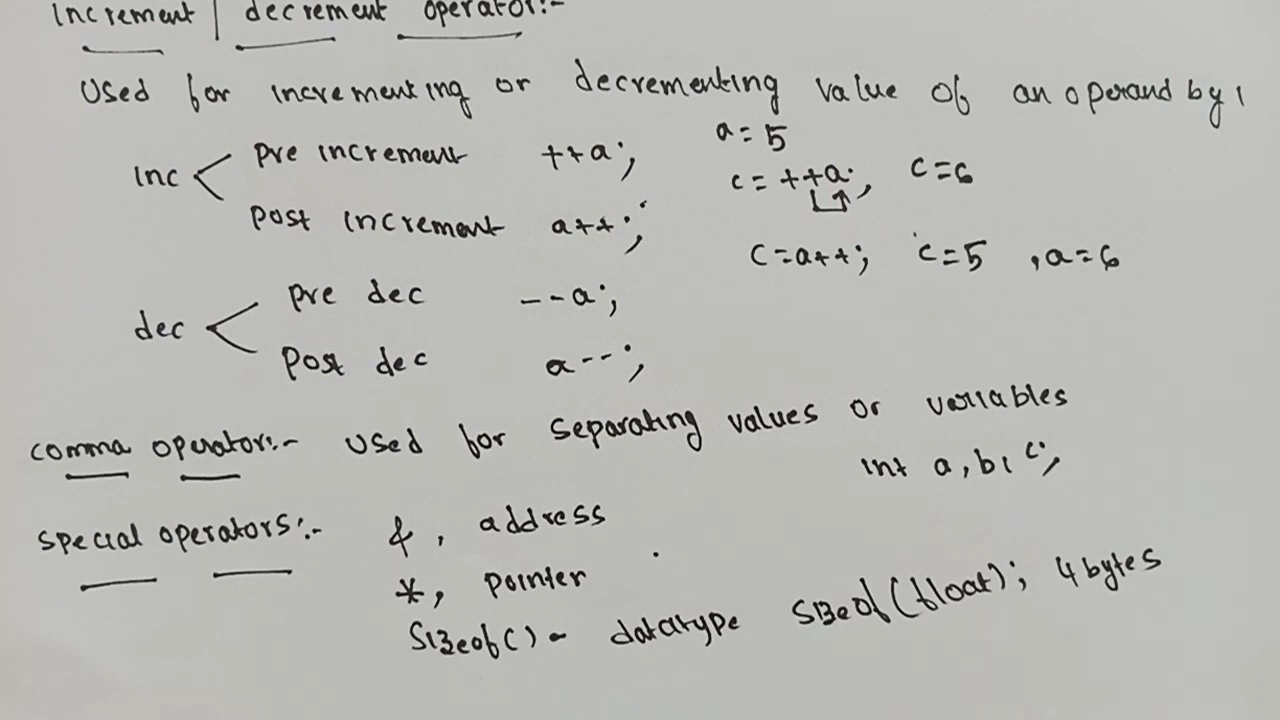 Increment | decrement operator:-
Used for incrementing or decrementing value of an operand by 1
a=5
inc < pre increment ++a;
c=++a; c=6
post increment a++;
c=a++; c=5 , a=6
dec < pre dec --a;
post dec a--;
comma operator:- Used for separating values or variables
int a,b,c;
special operators:- &, address
*, pointer
sizeof() - datatype sizeof(float); 4 bytes